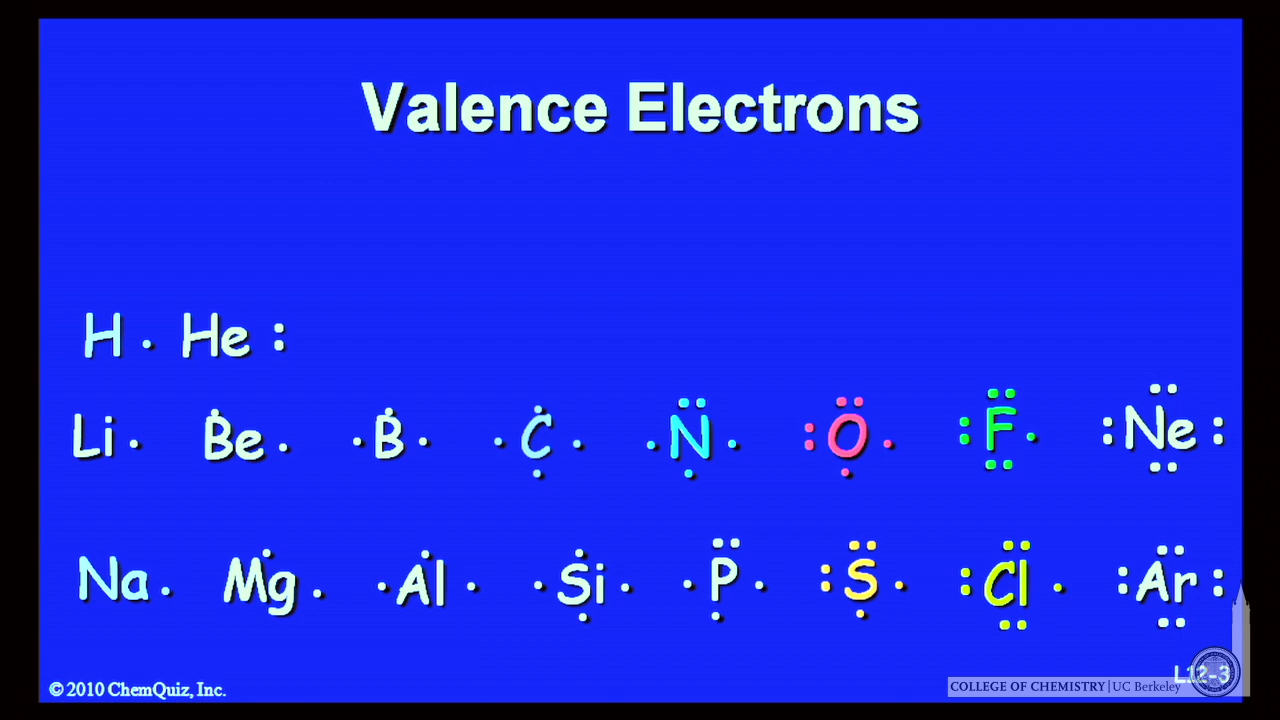 Valence Electrons
H · He :
Li · Be · B · C · N · O · F · Ne
Na · Mg · Al · Si · P · S · Cl · Ar
L12-3
© 2010 ChemQuiz, Inc.
COLLEGE OF CHEMISTRY | UC Berkeley